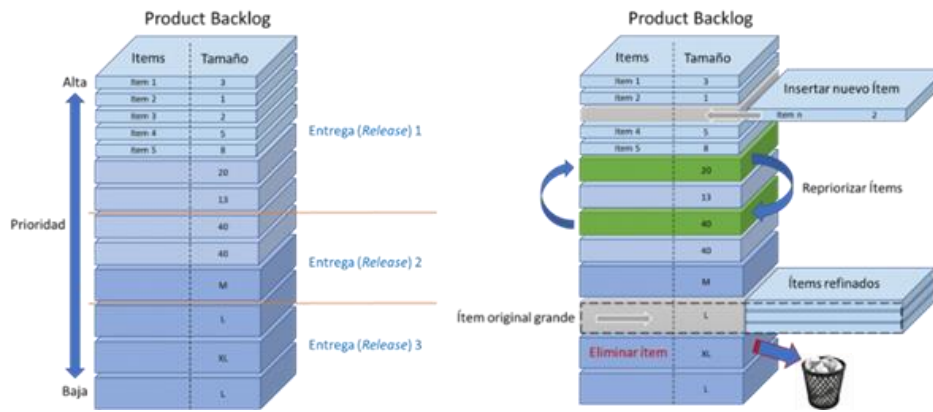 Product Backlog
Items Tamaño
Alta
Item 1 3
Item 2 1
Item 3 2
Item 4 5
Item 5 8
20
13
40
40
M
L
XL
L
Prioridad
Baja
Entrega (Release) 1
Entrega (Release) 2
Entrega (Release) 3
Product Backlog
Items Tamaño
Item 1 3
Item 2 1
Item 4 5
Item 5 8
20
13
40
40
M
L
XL
L
Insertar nuevo Ítem
Item n 2
Repriorizar Ítems
Ítems refinados
Ítem original grande
Eliminar ítem